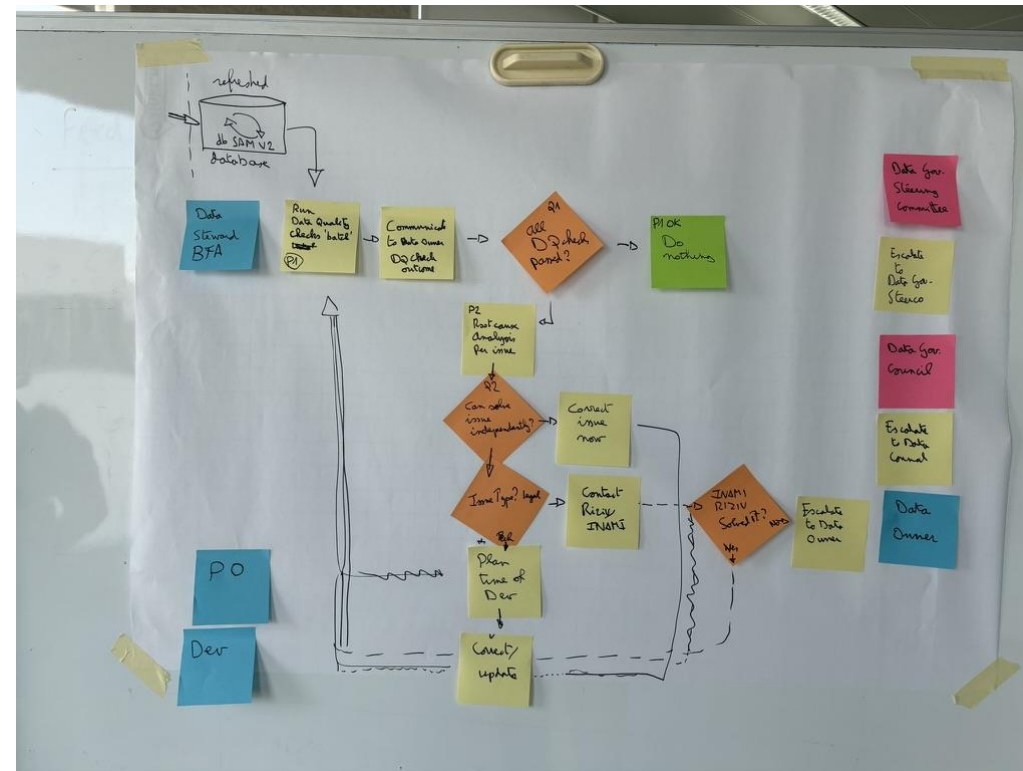 refreshed
db SAM V2
database
Data
Steward
BFA
Run
Data Quality
checks 'batch'
P1
Communicate
to Data Owner
DQ check
outcome
Q1
all
DQ check
passed?
P1 OK
Do
nothing
Data Gov.
Steering
Committee
Escalate
to
Data Gov.
Steerco
P2
Root cause
Analysis
Per issue
Q2
Can solve
issue
independently?
Correct
issue
now
Data Gov.
Council
Escalate
to Data
Council
Issue Type? legal
Contact
Riziv
INAMI
INAMI
RIZIV
Solved it?
Escalate
to Data
Owner
Data
Owner
PO
Plan
time of
Dev
Dev
Correct/
update